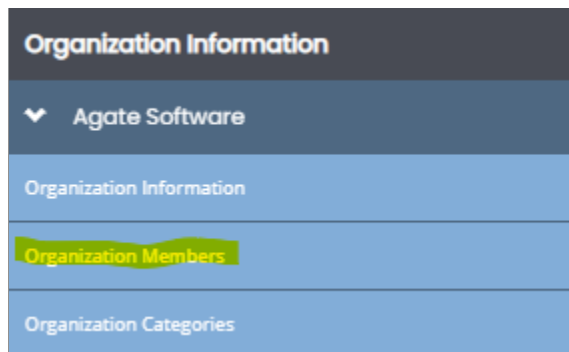 Organization Information
Agate Software
Organization Information
Organization Members
Organization Categories